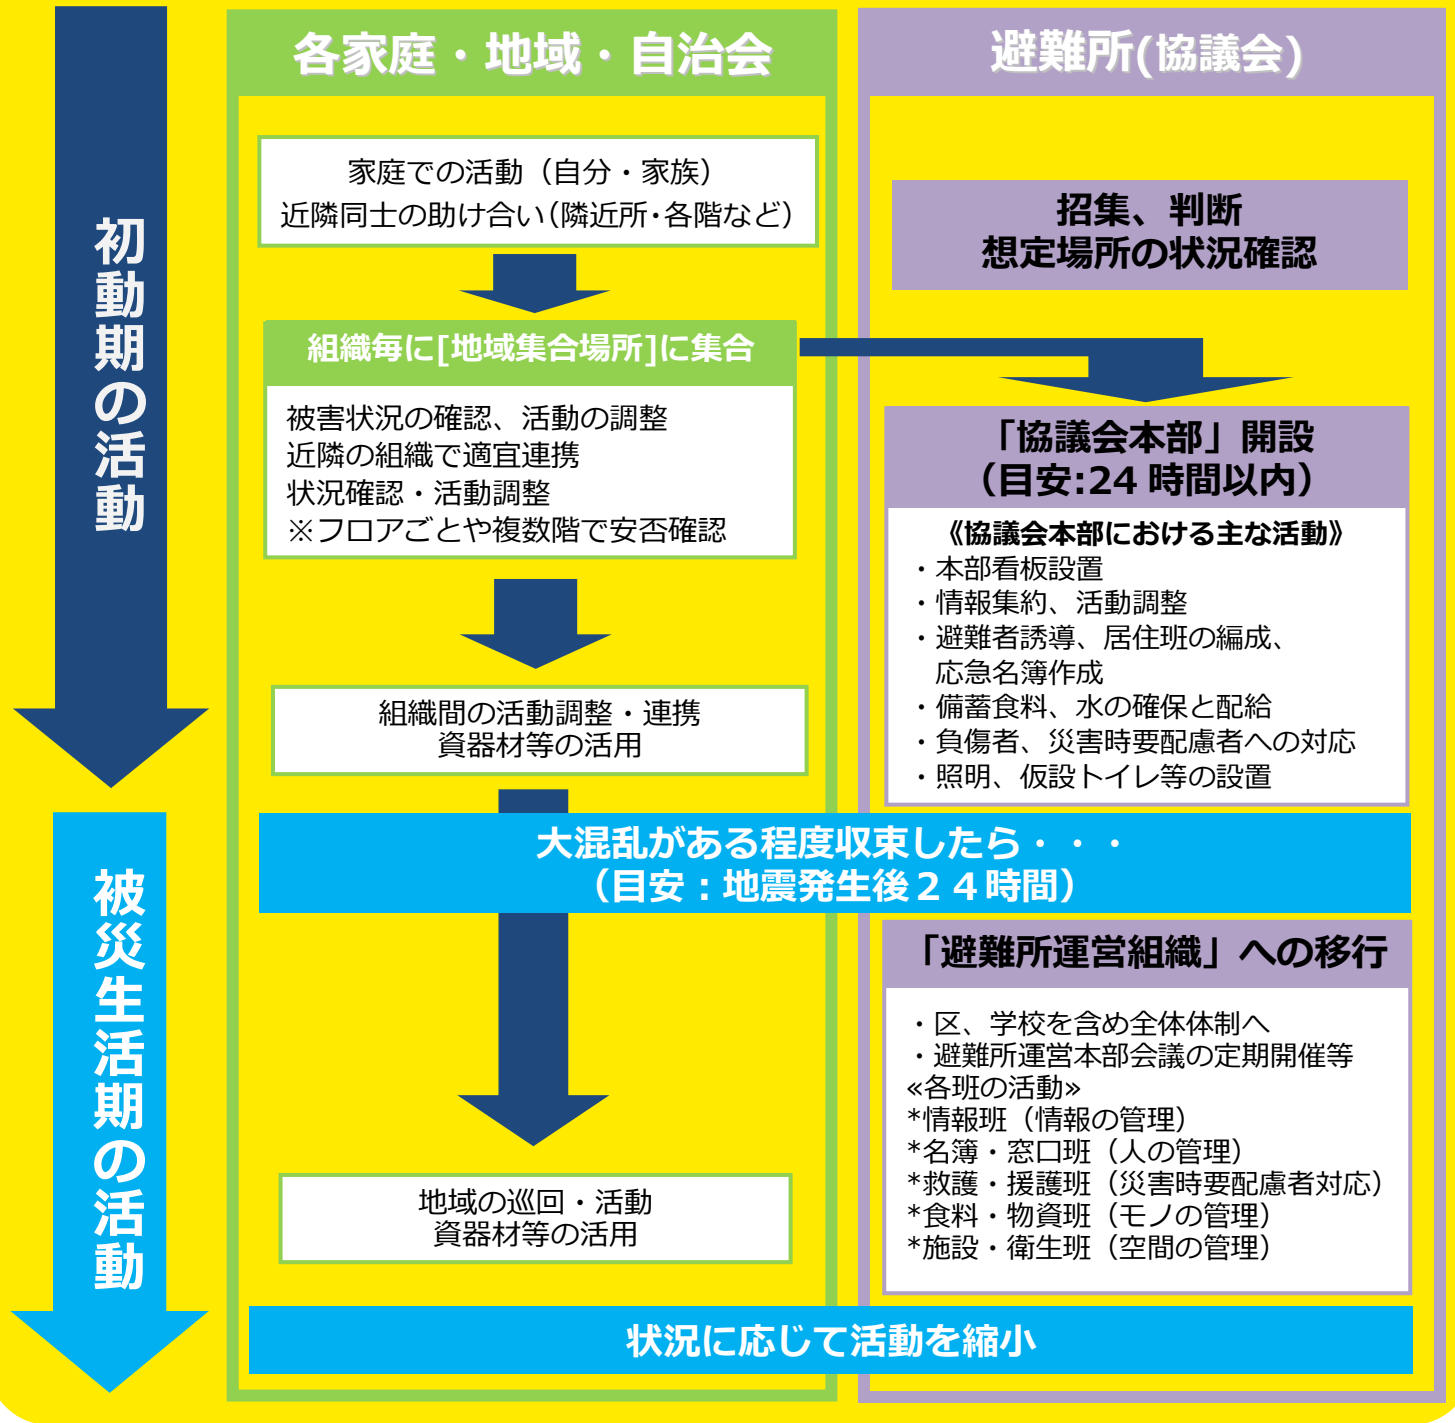 初動期の活動
被災生活期の活動
各家庭・地域・自治会
家庭での活動（自分・家族）
近隣同士の助け合い（隣近所・各階など）
組織毎に[地域集合場所]に集合
被害状況の確認、活動の調整
近隣の組織で適宜連携
状況確認・活動調整
※フロアごとや複数階で安否確認
組織間の活動調整・連携
資器材等の活用
避難所(協議会)
招集、判断
想定場所の状況確認
「協議会本部」開設
（目安:24時間以内）
《協議会本部における主な活動》
・本部看板設置
・情報集約、活動調整
・避難者誘導、居住班の編成、
応急名簿作成
・備蓄食料、水の確保と配給
・負傷者、災害時要配慮者への対応
・照明、仮設トイレ等の設置
大混乱がある程度収束したら・・・
（目安：地震発生後２４時間）
地域の巡回・活動
資器材等の活用
「避難所運営組織」への移行
・区、学校を含め全体体制へ
・避難所運営本部会議の定期開催等
«各班の活動»
*情報班（情報の管理）
*名簿・窓口班（人の管理）
*救護・援護班（災害時要配慮者対応）
*食料・物資班（モノの管理）
*施設・衛生班（空間の管理）
状況に応じて活動を縮小